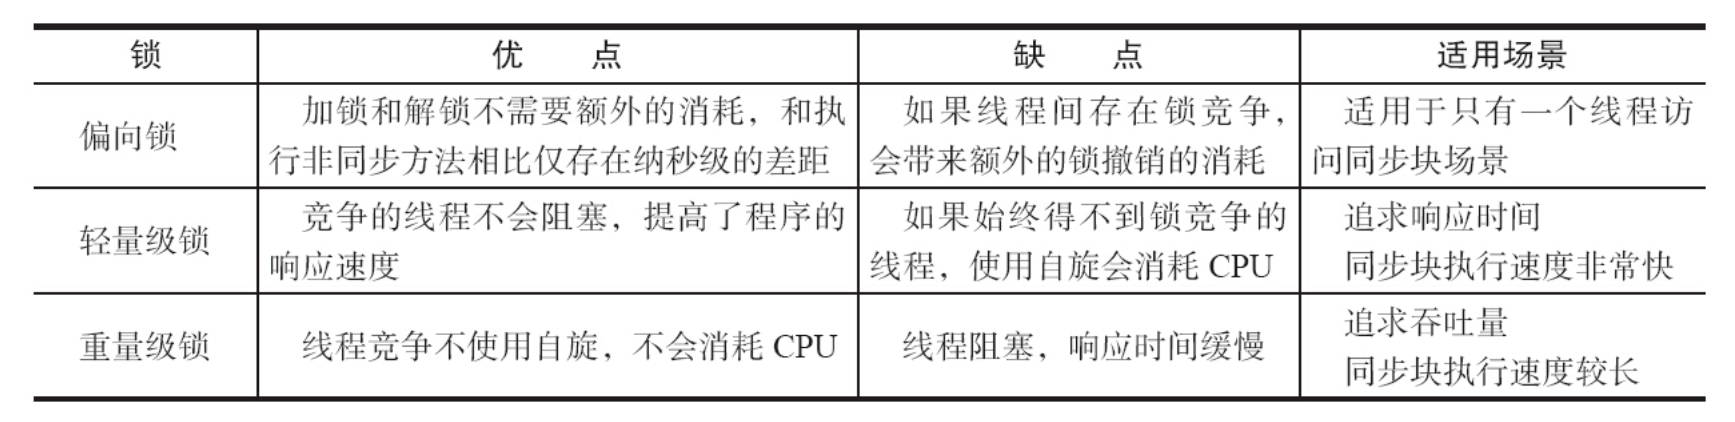 锁 优 点 缺 点 适用场景
偏向锁
加锁和解锁不需要额外的消耗，和执
行非同步方法相比仅存在纳秒级的差距
如果线程间存在锁竞争，
会带来额外的锁撤销的消耗
适用于只有一个线程访
问同步块场景
轻量级锁
竞争的线程不会阻塞，提高了程序的
响应速度
如果始终得不到锁竞争的
线程，使用自旋会消耗 CPU
追求响应时间
同步块执行速度非常快
重量级锁
线程竞争不使用自旋，不会消耗 CPU
线程阻塞，响应时间缓慢
追求吞吐量
同步块执行速度较长